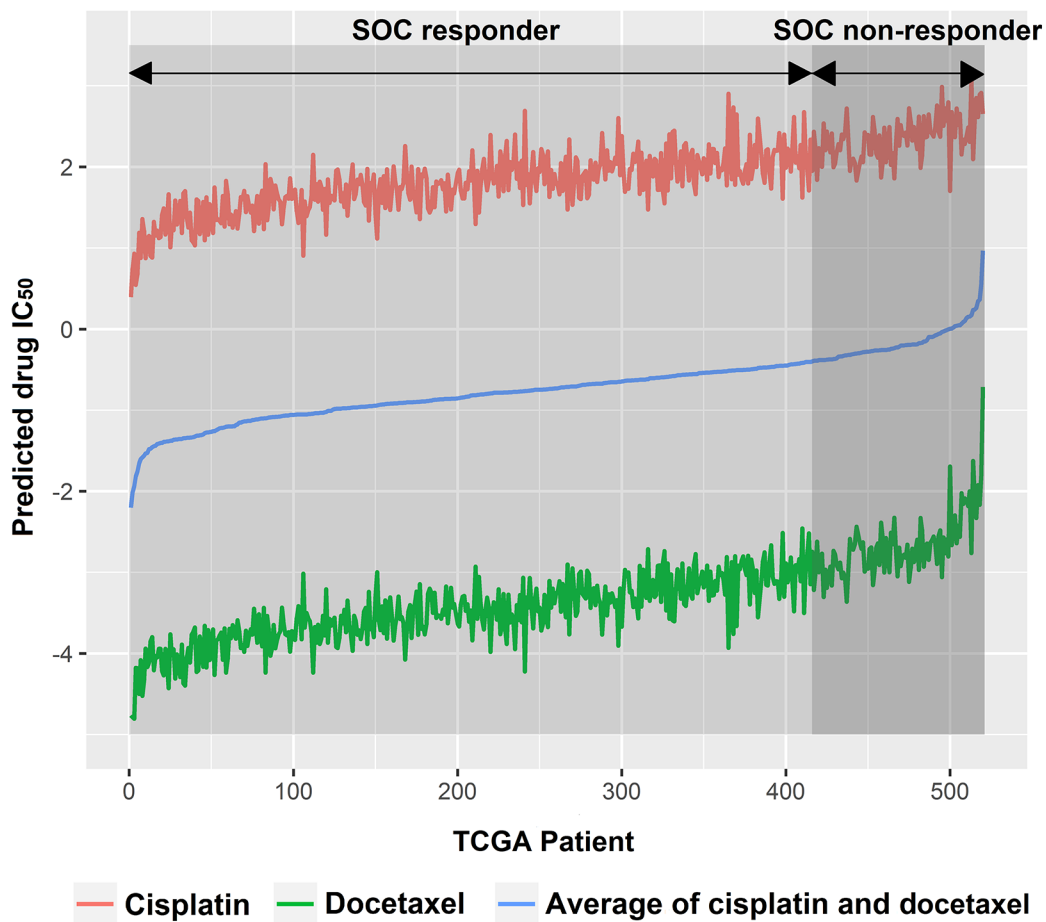 SOC responder
SOC non-responder
Predicted drug IC₅₀
2
0
-2
-4
0
100
200
300
400
500
TCGA Patient
Cisplatin
Docetaxel
Average of cisplatin and docetaxel